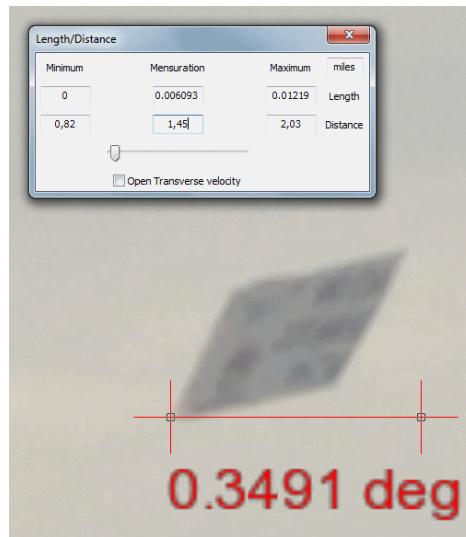 Length/Distance
Minimum Mensuration Maximum miles
0 0.006093 0.01219 Length
0,82 1,45 2,03 Distance
Open Transverse velocity
0.3491 deg